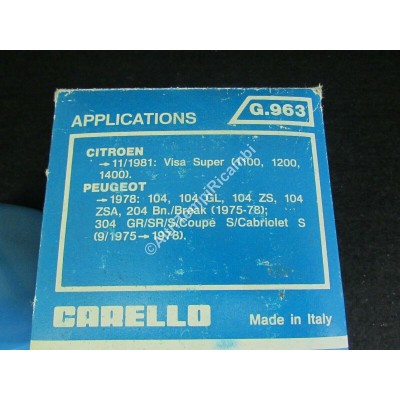 APPLICATIONS
G.963
CITROEN
→ 11/1981: Visa Super (1100, 1200,
1400).
PEUGEOT
→ 1978: 104, 104 GL, 104 ZS, 104
ZSA, 204 Bn./Break (1975-78);
304 GR/SR/S/Coupé S/Cabriolet S
(9/1975 → 1978).
CARELLO
Made in Italy